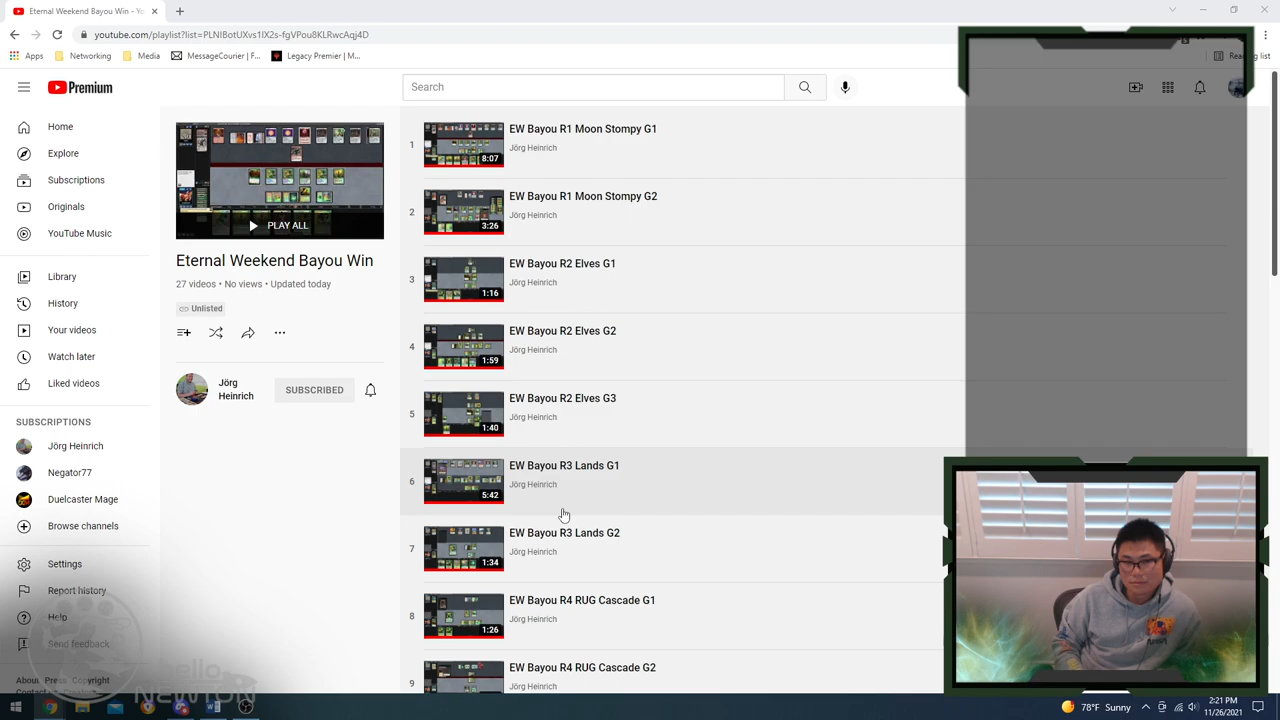 Eternal Weekend Bayou Win - Yo
youtube.com/playlist?list=PLNIBotUXvs1IX2s-fgVPou8KLRwcAqj4D
Apps Networking Media MessageCourier | F... Legacy Premier | M... Reading list
Premium
Search
Home
Explore
Subscriptions
Originals
YouTube Music
Library
History
Your videos
Watch later
Liked videos
SUBSCRIPTIONS
Jörg Heinrich
Negator77
Duelcaster Mage
Browse channels
Settings
Report history
Help
Send feedback
About Press Copyright
PLAY ALL
Eternal Weekend Bayou Win
27 videos • No views • Updated today
Unlisted
Jörg
Heinrich
SUBSCRIBED
1
8:07
EW Bayou R1 Moon Stompy G1
Jörg Heinrich
2
3:26
EW Bayou R1 Moon Stompy G2
Jörg Heinrich
3
1:16
EW Bayou R2 Elves G1
Jörg Heinrich
4
1:59
EW Bayou R2 Elves G2
Jörg Heinrich
5
1:40
EW Bayou R2 Elves G3
Jörg Heinrich
6
5:42
EW Bayou R3 Lands G1
Jörg Heinrich
7
1:34
EW Bayou R3 Lands G2
Jörg Heinrich
8
1:26
EW Bayou R4 RUG Cascade G1
Jörg Heinrich
9
EW Bayou R4 RUG Cascade G2
Jörg Heinrich
NEWTON
78°F Sunny
2:21 PM
11/26/2021